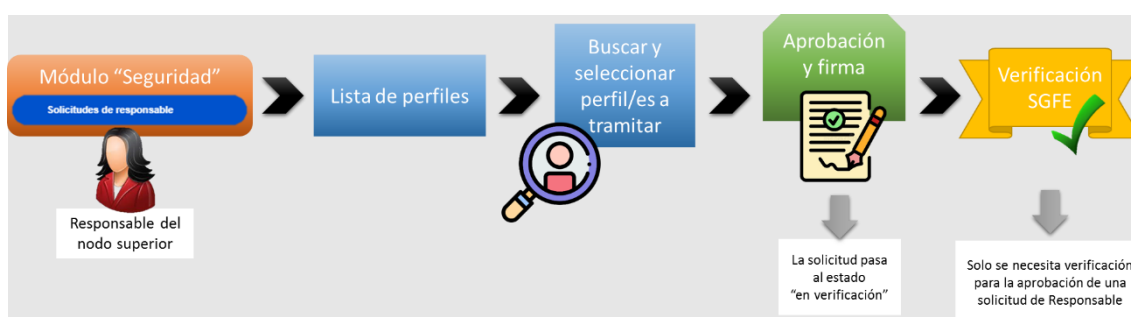 Módulo “Seguridad”
Solicitudes de responsable
Responsable del
nodo superior
Lista de perfiles
Buscar y
seleccionar
perfil/es a
tramitar
Aprobación
y firma
La solicitud pasa
al estado
“en verificación”
Verificación
SGFE
Solo se necesita verificación
para la aprobación de una
solicitud de Responsable